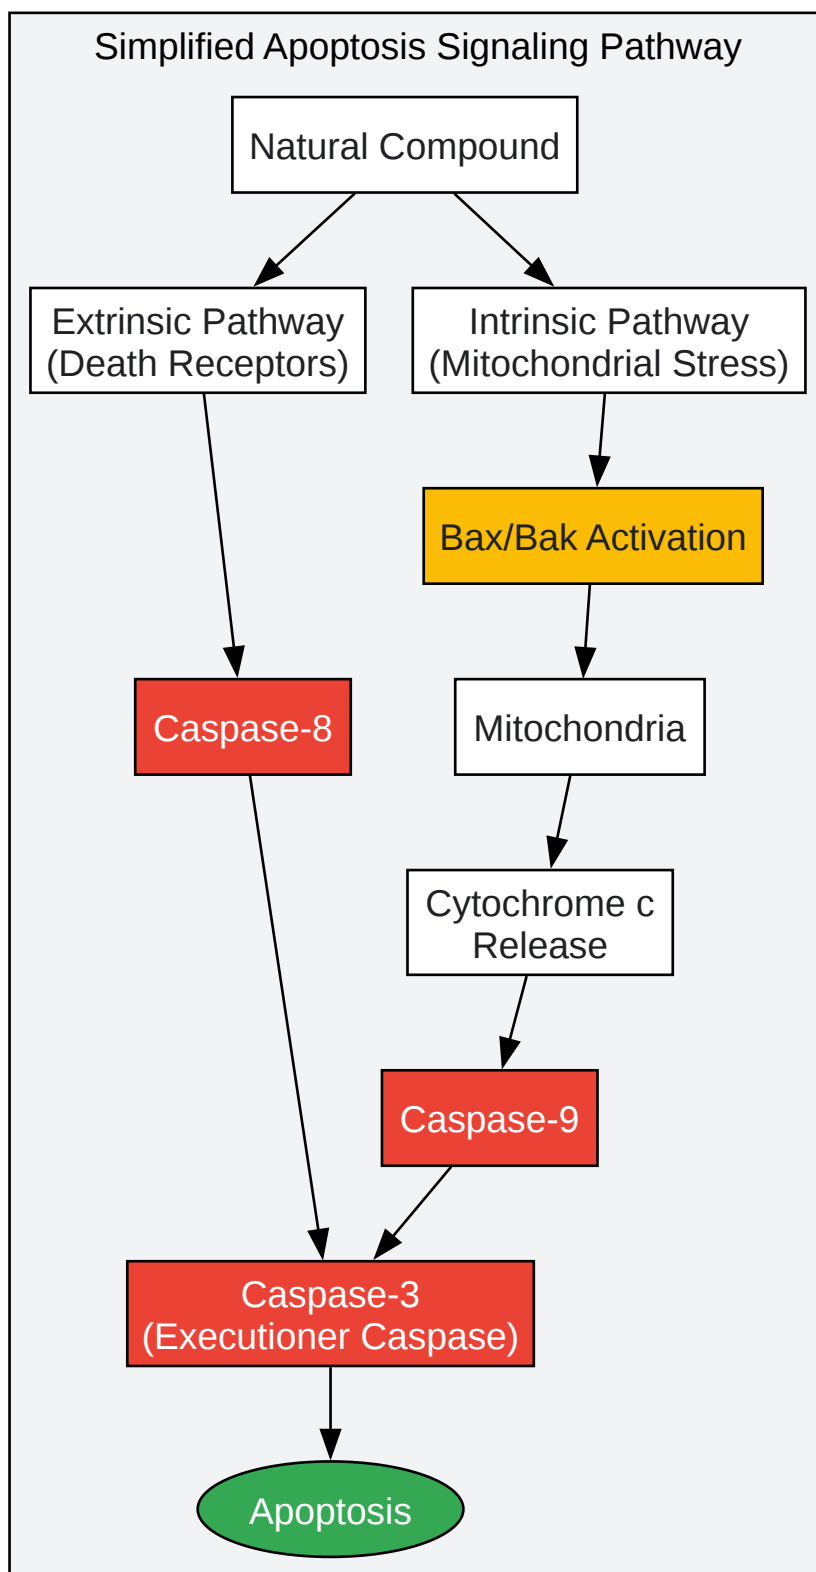 Simplified Apoptosis Signaling Pathway
Natural Compound
Extrinsic Pathway
(Death Receptors)
Intrinsic Pathway
(Mitochondrial Stress)
Bax/Bak Activation
Caspase-8
Mitochondria
Cytochrome c
Release
Caspase-9
Caspase-3
(Executioner Caspase)
Apoptosis